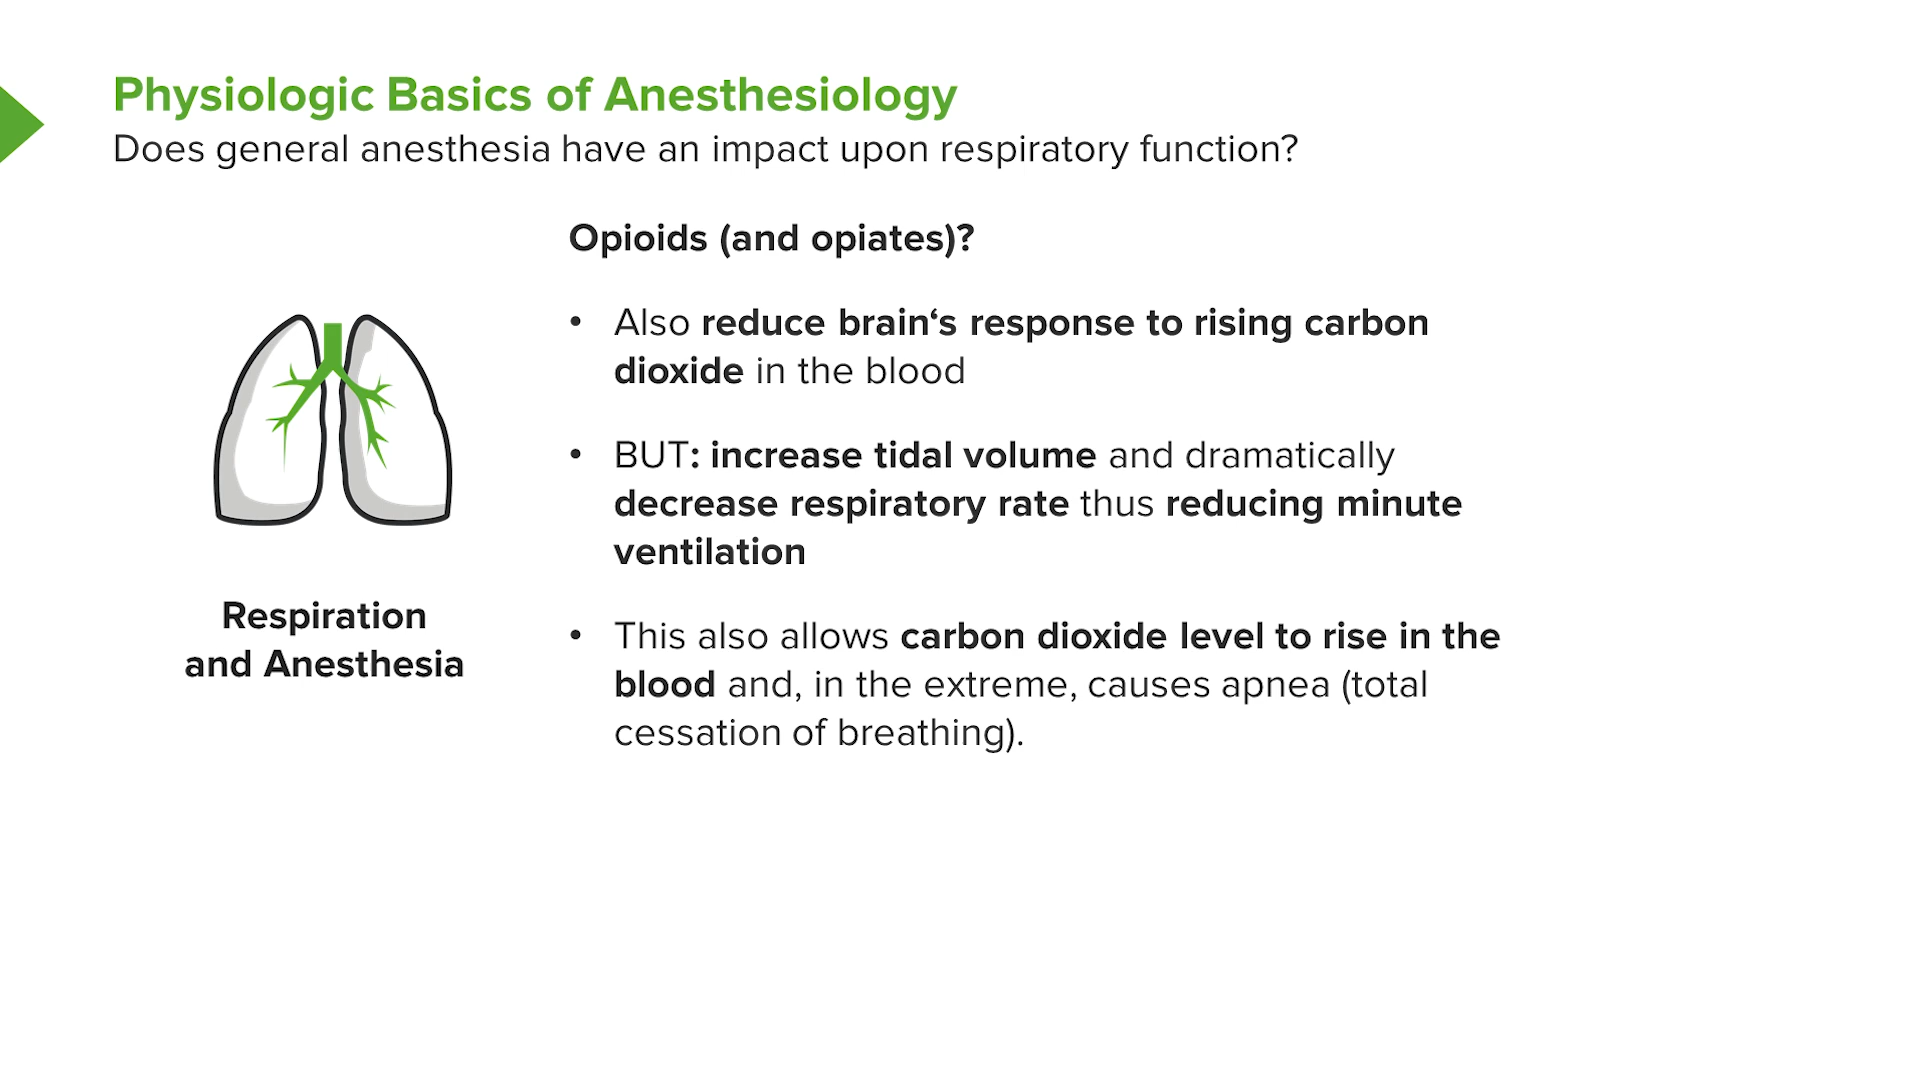 Physiologic Basics of Anesthesiology
Does general anesthesia have an impact upon respiratory function?
Opioids (and opiates)?
• Also reduce brain‘s response to rising carbon
dioxide in the blood
• BUT: increase tidal volume and dramatically
decrease respiratory rate thus reducing minute
ventilation
• This also allows carbon dioxide level to rise in the
blood and, in the extreme, causes apnea (total
cessation of breathing).
Respiration
and Anesthesia